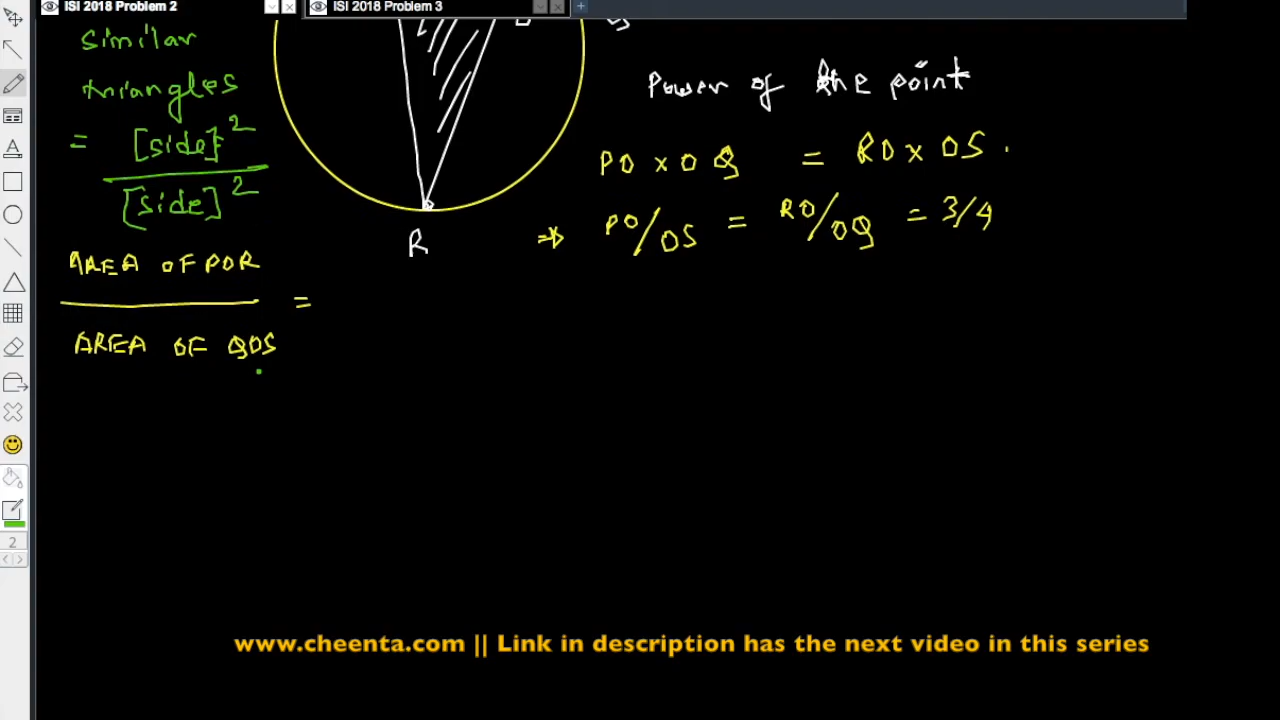 ISI 2018 Problem 2
ISI 2018 Problem 3
similar
triangles
= [side]²
[side]²
AREA OF POR
=
AREA OF QOS
R
Power of the point
PO × OQ = RO × OS .
⇒ PO/OS = RO/OQ = 3/4
2
www.cheenta.com || Link in description has the next video in this series